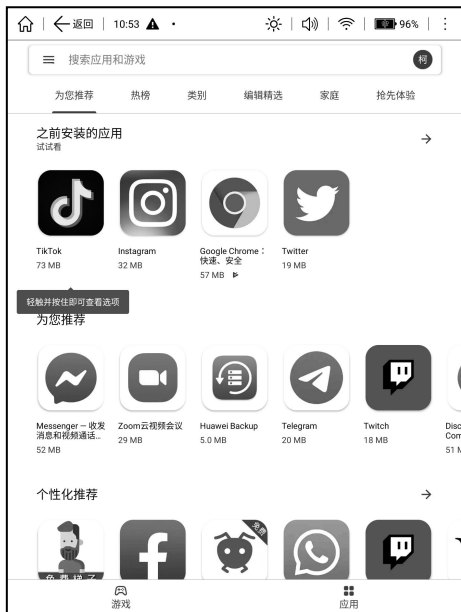 返回 10:53 96%
搜索应用和游戏 柯
为您推荐 热榜 类别 编辑精选 家庭 抢先体验
之前安装的应用
试试看
TikTok
73 MB
Instagram
32 MB
Google Chrome：
快速、安全
57 MB
Twitter
19 MB
轻触并按住即可查看选项
为您推荐
Messenger – 收发
消息和视频通话...
52 MB
Zoom云视频会议
29 MB
Huawei Backup
5.0 MB
Telegram
20 MB
Twitch
18 MB
Disc
Com
51 M
个性化推荐
免费梯子
免费
游戏
应用